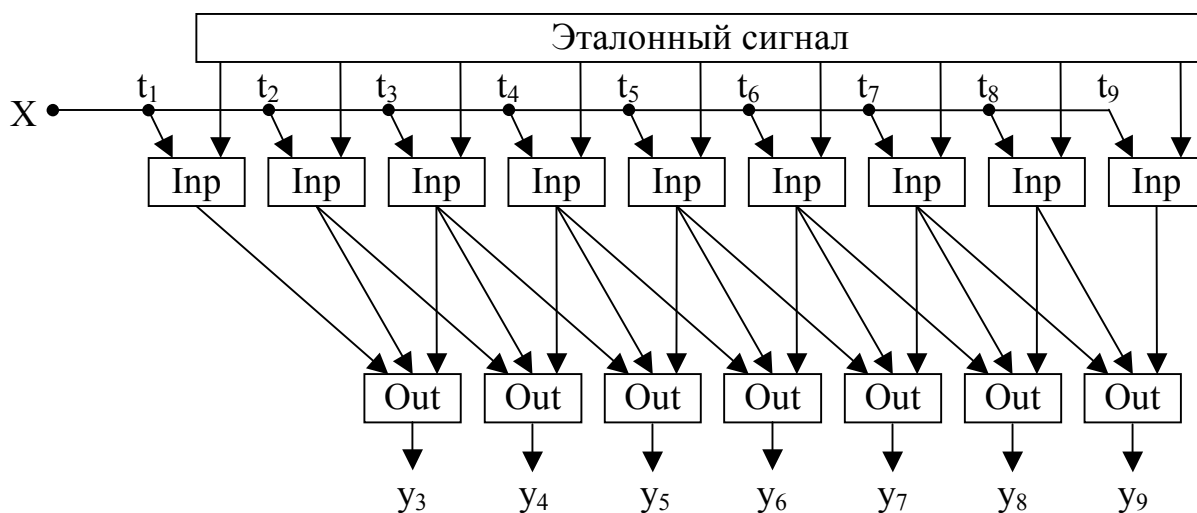 Эталонный сигнал
t₁ t₂ t₃ t₄ t₅ t₆ t₇ t₈ t₉
X
Inp Inp Inp Inp Inp Inp Inp Inp Inp
Out Out Out Out Out Out Out
y₃ y₄ y₅ y₆ y₇ y₈ y₉